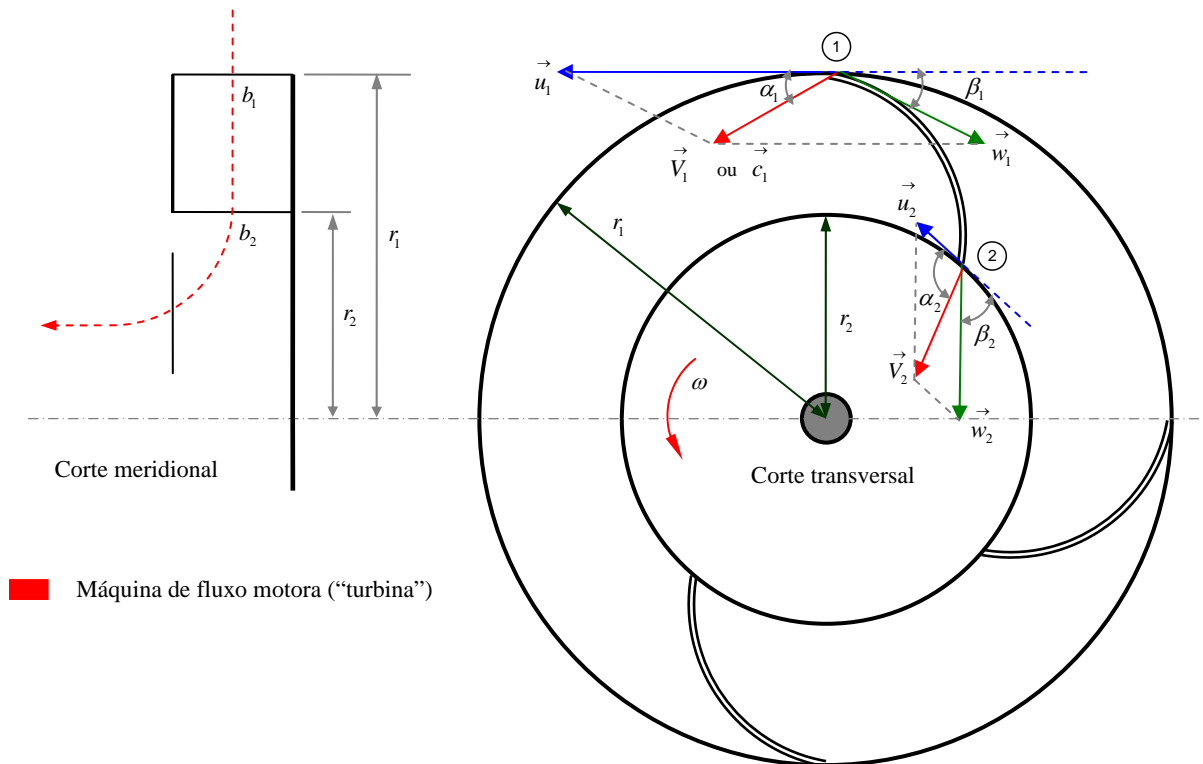 b₁
b₂
r₁
r₂
Corte meridional
Máquina de fluxo motora (“turbina”)
1
u₁
α₁
β₁
V₁ ou c₁
w₁
r₁
u₂
2
α₂
β₂
r₂
V₂
w₂
ω
Corte transversal